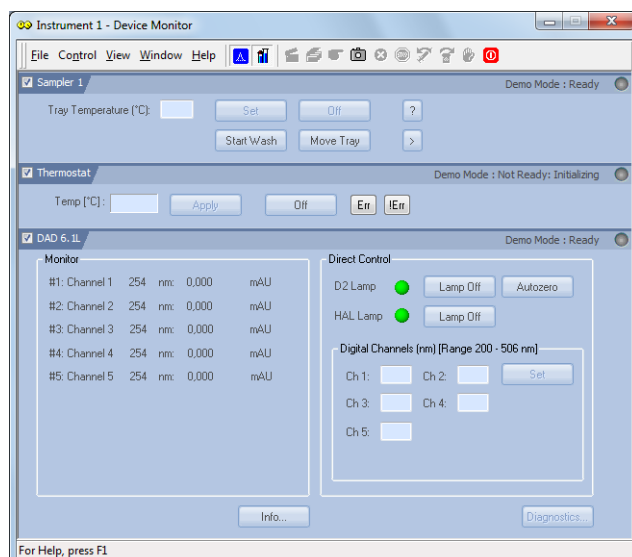 Instrument 1 - Device Monitor
File Control View Window Help
Sampler 1 Demo Mode : Ready
Tray Temperature (°C): Set Off ?
Start Wash Move Tray >
Thermostat Demo Mode : Not Ready: Initializing
Temp [°C] : Apply Off Err !Err
DAD 6.1L Demo Mode : Ready
Monitor
#1: Channel 1 254 nm: 0,000 mAU
#2: Channel 2 254 nm: 0,000 mAU
#3: Channel 3 254 nm: 0,000 mAU
#4: Channel 4 254 nm: 0,000 mAU
#5: Channel 5 254 nm: 0,000 mAU
Info...
Direct Control
D2 Lamp Lamp Off Autozero
HAL Lamp Lamp Off
Digital Channels (nm) [Range 200 - 506 nm]
Ch 1: Ch 2: Set
Ch 3: Ch 4:
Ch 5:
Diagnostics...
For Help, press F1